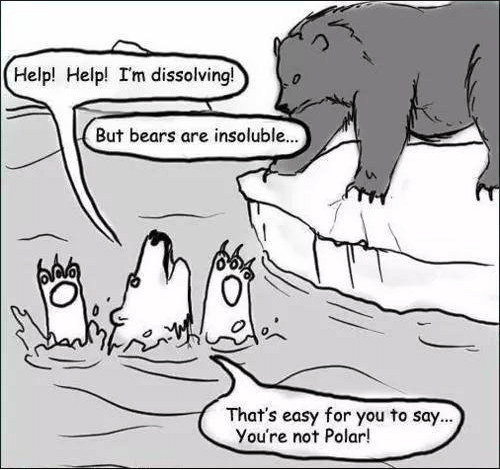 Help! Help! I'm dissolving!
But bears are insoluble...
That's easy for you to say...
You're not Polar!